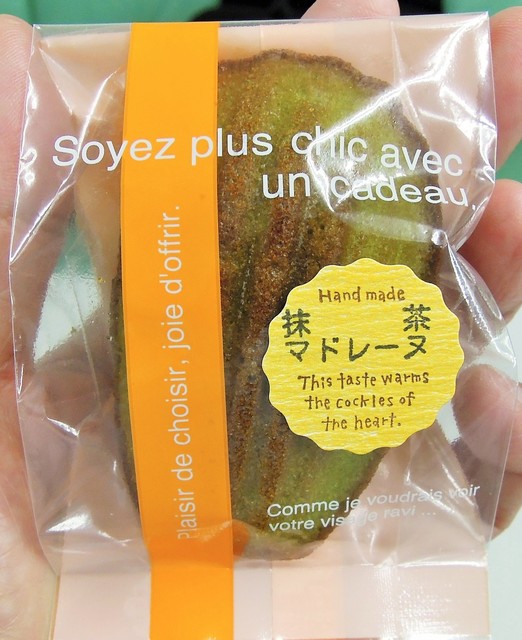 Soyez plus chic avec
un cadeau.
Plaisir de choisir, joie d'offrir.
Hand made
抹 茶
マドレーヌ
This taste warms
the cockles of
the heart.
Comme je voudrais voir
votre visage ravi ...